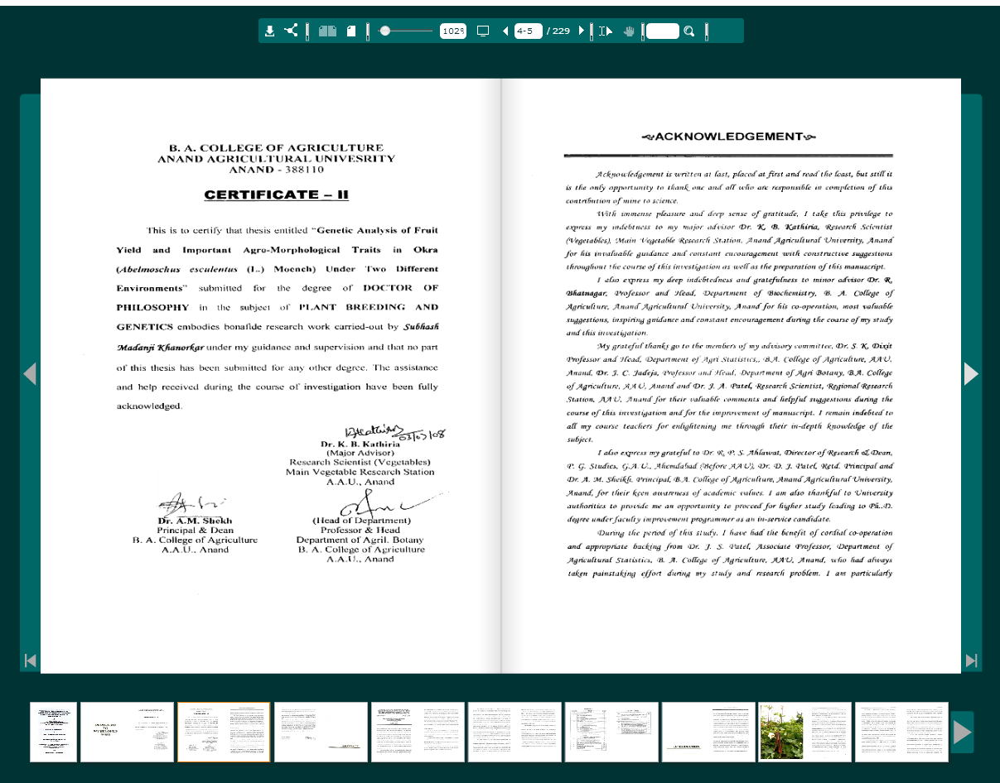 102%
4-5
/ 229
B. A. COLLEGE OF AGRICULTURE
ANAND AGRICULTURAL UNIVESRITY
ANAND - 388110
CERTIFICATE – II
This is to certify that thesis entitled “Genetic Analysis of Fruit
Yield and Important Agro-Morphological Traits in Okra
(Abelmoschus esculentus (L.) Moench) Under Two Different
Environments” submitted for the degree of DOCTOR OF
PHILOSOPHY in the subject of PLANT BREEDING AND
GENETICS embodies bonafide research work carried-out by Subhash
Madanji Khanorkar under my guidance and supervision and that no part
of this thesis has been submitted for any other degree. The assistance
and help received during the course of investigation have been fully
acknowledged.
03/07/08
Dr. K. B. Kathiria
(Major Advisor)
Research Scientist (Vegetables)
Main Vegetable Research Station
A.A.U., Anand
Dr. A.M. Shekh
Principal & Dean
B. A. College of Agriculture
A.A.U., Anand
(Head of Department)
Professor & Head
Department of Agril. Botany
B. A. College of Agriculture
A.A.U., Anand
ACKNOWLEDGEMENT
Acknowledgement is written at last, placed at first and read the least, but still it
is the only opportunity to thank one and all who are responsible in completion of this
contribution of mine to science.
With immense pleasure and deep sense of gratitude, I take this privilege to
express my indebtness to my major advisor Dr. K. B. Kathiria, Research Scientist
(Vegetables), Main Vegetable Research Station, Anand Agricultural University, Anand
for his invaluable guidance and constant encouragement with constructive suggestions
throughout the course of this investigation as well as the preparation of this manuscript.
I also express my deep indebtedness and gratefulness to minor advisor Dr. R.
Bhatnagar, Professor and Head, Department of Biochemistry, B. A. College of
Agriculture, Anand Agricultural University, Anand for his co-operation, most valuable
suggestions, inspiring guidance and constant encouragement during the coarse of my study
and this investigation.
My grateful thanks go to the members of my advisory committee, Dr. S. K. Dixit
Professor and Head, Department of Agri Statistics,, B.A. College of Agriculture, AAU,
Anand, Dr. J. C. Jadeja, Professor and Head, Department of Agri Botany, B.A. College
of Agriculture, AAU, Anand and Dr. J. A. Patel, Research Scientist, Regional Research
Station, AAU, Anand for their valuable comments and helpful suggestions during the
course of this investigation and for the improvement of manuscript. I remain indebted to
all my course teachers for enlightening me through their in-depth knowledge of the
subject.
I also express my grateful to Dr. R. P. S. Ahlawat, Director of Research & Dean,
P. G. Studies, G.A.U., Ahemdabad (Before AAU), Dr. D. J. Patel, Retd. Principal and
Dr. A. M. Sheikh, Principal, B.A. College of Agriculture, Anand Agricultural University,
Anand, for their keen awareness of academic values. I am also thankful to University
authorities to provide me an opportunity to proceed for higher study leading to Ph..D.
degree under faculty improvement programmer as an in-service candidate.
During the period of this study, I have had the benefit of cordial co-operation
and appropriate backing from Dr. J. S. Patel, Associate Professor, Department of
Agricultural Statistics, B. A. College of Agriculture, AAU, Anand, who had always
taken painstaking effort during my study and research problem. I am particularly
ABSTRACT
INTRODUCTION